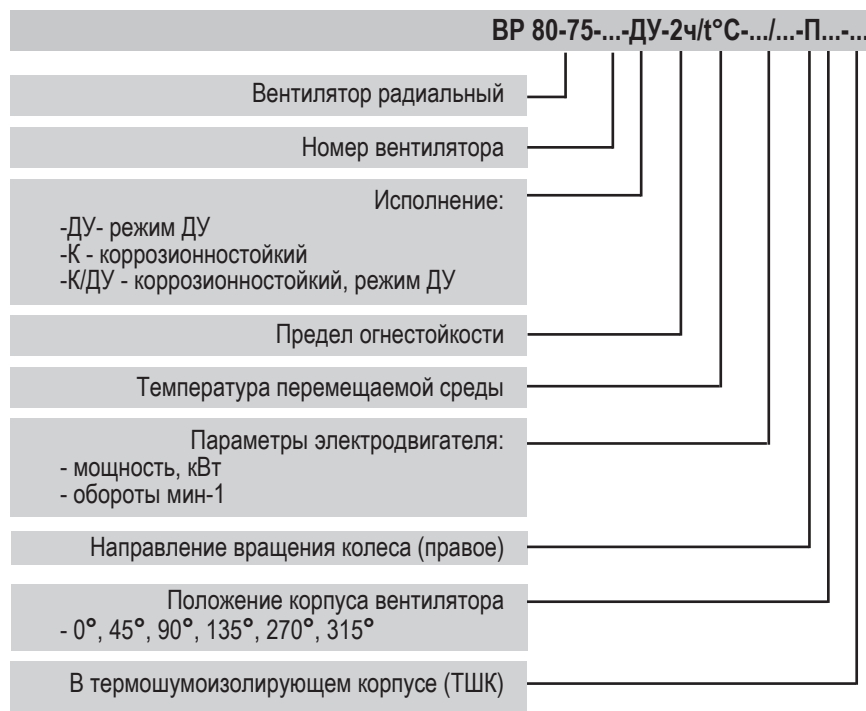 ВР 80-75-...-ДУ-2ч/t°С-.../...-П...-...
Вентилятор радиальный
Номер вентилятора
Исполнение:
-ДУ- режим ДУ
-К - коррозионностойкий
-К/ДУ - коррозионностойкий, режим ДУ
Предел огнестойкости
Температура перемещаемой среды
Параметры электродвигателя:
- мощность, кВт
- обороты мин-1
Направление вращения колеса (правое)
Положение корпуса вентилятора
- 0°, 45°, 90°, 135°, 270°, 315°
В термошумоизолирующем корпусе (ТШК)